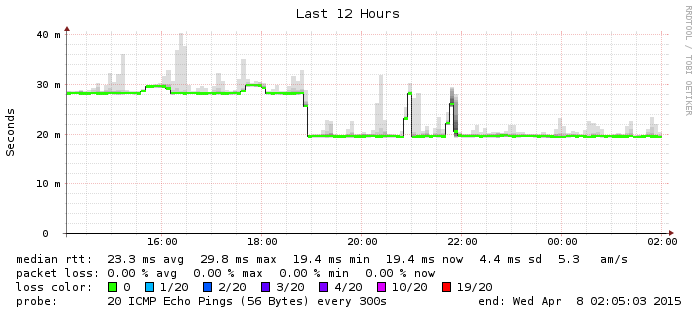 Last 12 Hours
RRDTOOL / TOBI OETIKER
Seconds
40 m
30 m
20 m
10 m
0
16:00 18:00 20:00 22:00 00:00 02:00
median rtt: 23.3 ms avg 29.8 ms max 19.4 ms min 19.4 ms now 4.4 ms sd 5.3 am/s
packet loss: 0.00 % avg 0.00 % max 0.00 % min 0.00 % now
loss color: 0 1/20 2/20 3/20 4/20 10/20 19/20
probe: 20 ICMP Echo Pings (56 Bytes) every 300s end: Wed Apr 8 02:05:03 2015